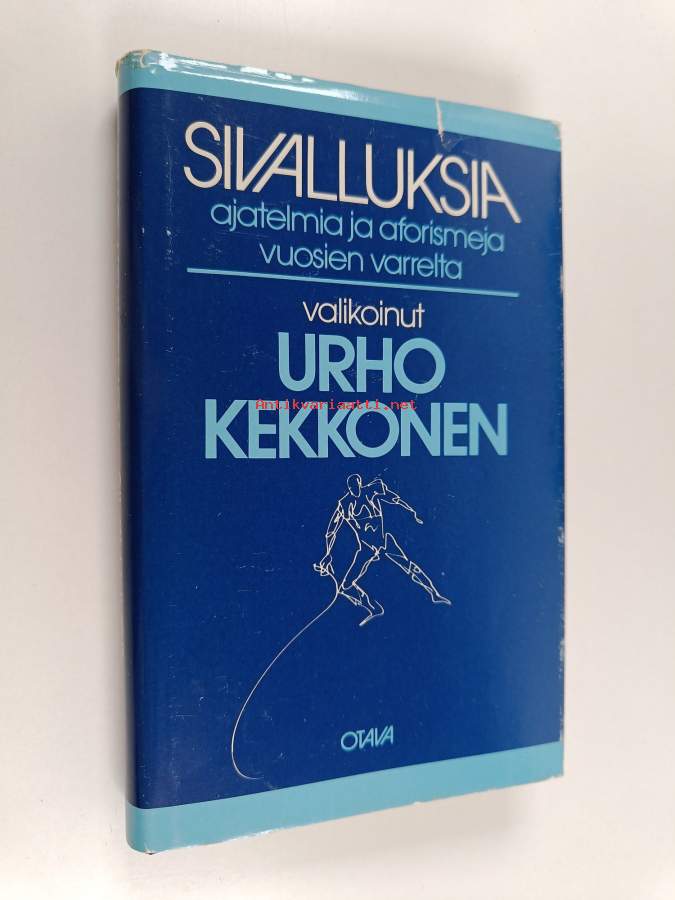 SIVALLUKSIA
ajatelmia ja aforismeja
vuosien varrelta
valikoinut
URHO
Antikvariaatti.net
KEKKONEN
OTAVA